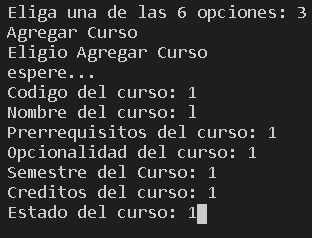 Eliga una de las 6 opciones: 3
Agregar Curso
Eligio Agregar Curso
espere...
Codigo del curso: 1
Nombre del curso: l
Prerrequisitos del curso: 1
Opcionalidad del curso: 1
Semestre del Curso: 1
Creditos del Curso: 1
Estado del curso: 1